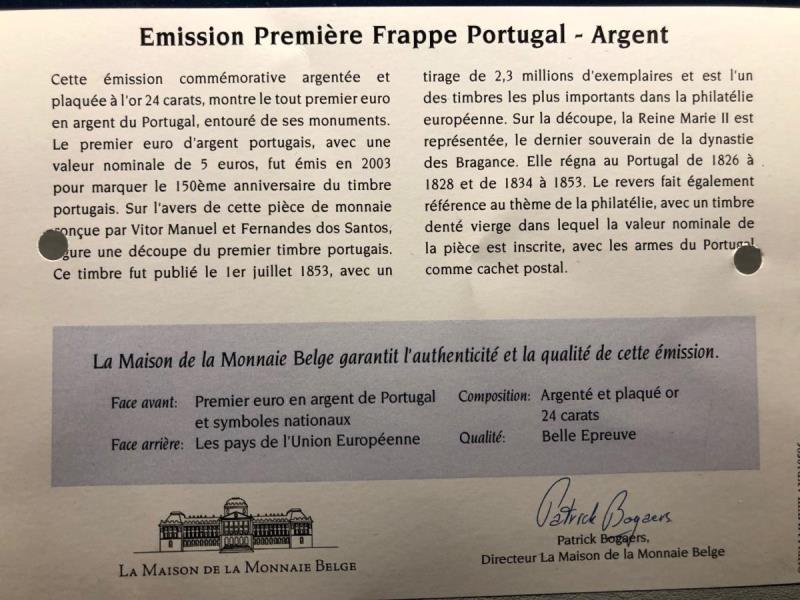 Emission Première Frappe Portugal - Argent
Cette émission commémorative argentée et
plaquée à l'or 24 carats, montre le tout premier euro
en argent du Portugal, entouré de ses monuments.
Le premier euro d'argent portugais, avec une
valeur nominale de 5 euros, fut émis en 2003
pour marquer le 150ème anniversaire du timbre
portugais. Sur l'avers de cette pièce de monnaie
conçue par Vitor Manuel et Fernandes dos Santos,
figure une découpe du premier timbre portugais.
Ce timbre fut publié le 1er juillet 1853, avec un
tirage de 2,3 millions d'exemplaires et est l'un
des timbres les plus importants dans la philatélie
européenne. Sur la découpe, la Reine Marie II est
représentée, le dernier souverain de la dynastie
des Bragance. Elle régna au Portugal de 1826 à
1828 et de 1834 à 1853. Le revers fait également
référence au thème de la philatélie, avec un timbre
denté vierge dans lequel la valeur nominale de
la pièce est inscrite, avec les armes du Portugal
comme cachet postal.
La Maison de la Monnaie Belge garantit l'authenticité et la qualité de cette émission.
Face avant: Premier euro en argent de Portugal
et symboles nationaux
Face arrière: Les pays de l'Union Européenne
Composition: Argenté et plaqué or
24 carats
Qualité: Belle Epreuve
LA MAISON DE LA MONNAIE BELGE
Patrick Bogaers
Patrick Bogaers,
Directeur La Maison de la Monnaie Belge